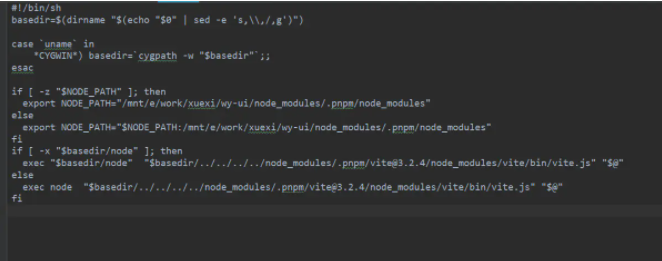 #!/bin/sh
basedir=$(dirname "$(echo "$0" | sed -e 's,\\,/,g')")
case `uname` in
    *CYGWIN*) basedir=`cygpath -w "$basedir"`;;
esac
if [ -z "$NODE_PATH" ]; then
  export NODE_PATH="/mnt/e/work/xuexi/wy-ui/node_modules/.pnpm/node_modules"
else
  export NODE_PATH="$NODE_PATH:/mnt/e/work/xuexi/wy-ui/node_modules/.pnpm/node_modules"
fi
if [ -x "$basedir/node" ]; then
  exec "$basedir/node"  "$basedir/../../../../node_modules/.pnpm/vite@3.2.4/node_modules/vite/bin/vite.js" "$@"
else
  exec node  "$basedir/../../../../node_modules/.pnpm/vite@3.2.4/node_modules/vite/bin/vite.js" "$@"
fi